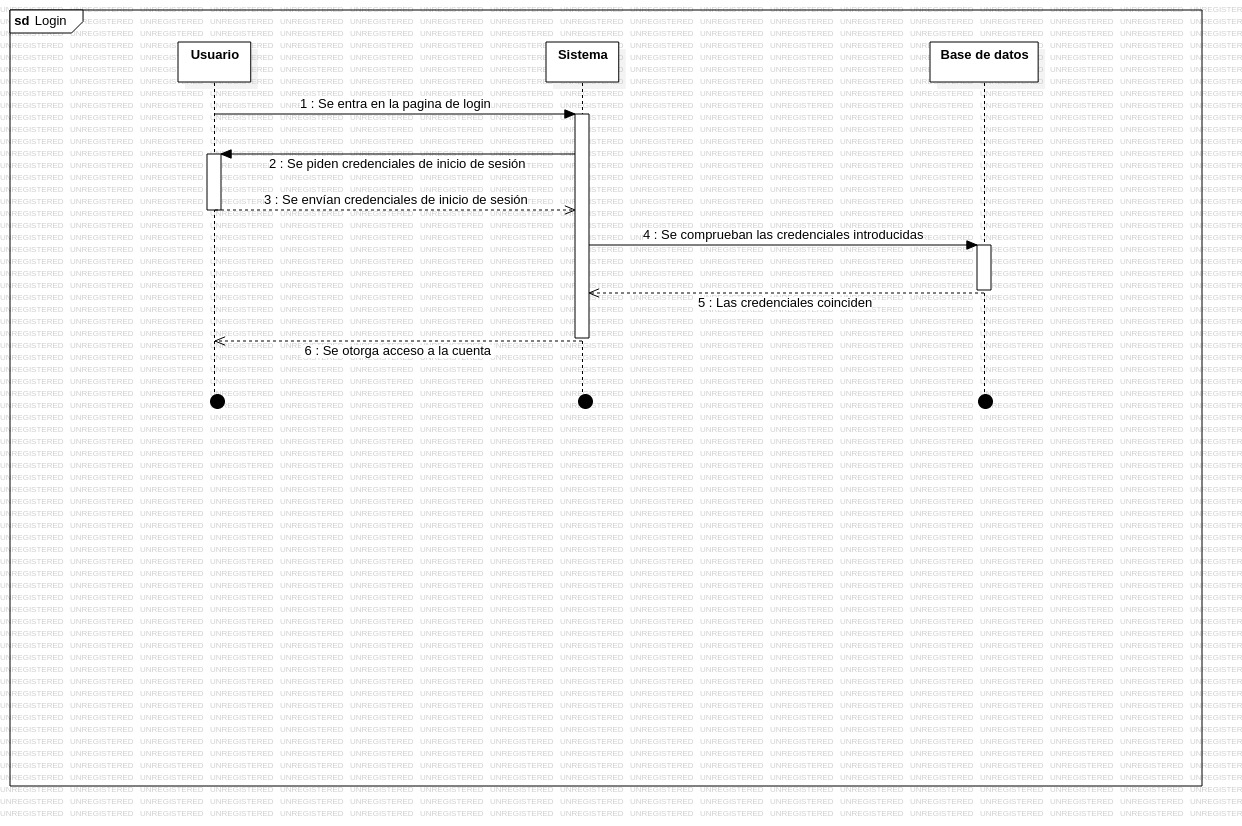 sd Login
Usuario
Sistema
Base de datos
1 : Se entra en la pagina de login
2 : Se piden credenciales de inicio de sesión
3 : Se envían credenciales de inicio de sesión
4 : Se comprueban las credenciales introducidas
5 : Las credenciales coinciden
6 : Se otorga acceso a la cuenta
UNREGISTERED